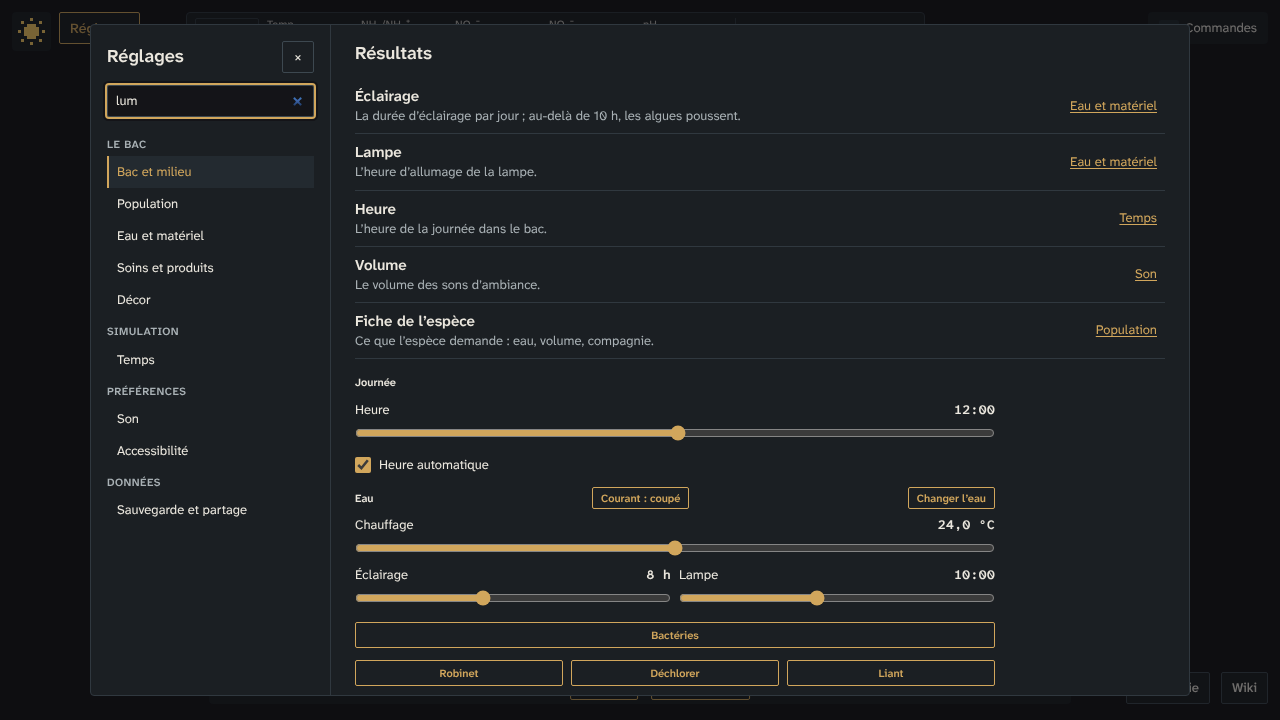 Réglages
×
lum
LE BAC
Bac et milieu
Population
Eau et matériel
Soins et produits
Décor
SIMULATION
Temps
PRÉFÉRENCES
Son
Accessibilité
DONNÉES
Sauvegarde et partage
Résultats
Éclairage
La durée d’éclairage par jour ; au-delà de 10 h, les algues poussent.
Eau et matériel
Lampe
L’heure d’allumage de la lampe.
Eau et matériel
Heure
L’heure de la journée dans le bac.
Temps
Volume
Le volume des sons d’ambiance.
Son
Fiche de l’espèce
Ce que l’espèce demande : eau, volume, compagnie.
Population
Journée
Heure 12:00
Heure automatique
Eau Courant : coupé Changer l’eau
Chauffage 24,0 °C
Éclairage 8 h Lampe 10:00
Bactéries
Robinet Déchlorer Liant
Commandes
Wiki